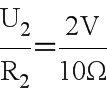 U₂/R₂ = 2V/10Ω